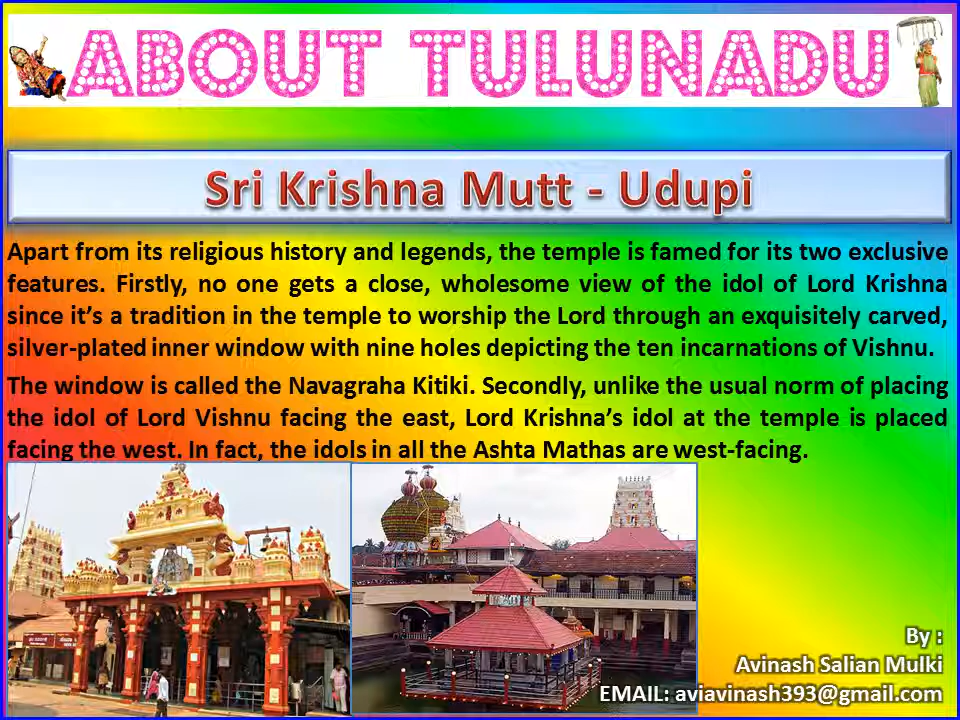 ABOUT TULUNADU
Sri Krishna Mutt - Udupi
Apart from its religious history and legends, the temple is famed for its two exclusive
features. Firstly, no one gets a close, wholesome view of the idol of Lord Krishna
since it's a tradition in the temple to worship the Lord through an exquisitely carved,
silver-plated inner window with nine holes depicting the ten incarnations of Vishnu.
The window is called the Navagraha Kitiki. Secondly, unlike the usual norm of placing
the idol of Lord Vishnu facing the east, Lord Krishna's idol at the temple is placed
facing the west. In fact, the idols in all the Ashta Mathas are west-facing.
By :
Avinash Salian Mulki
EMAIL: aviavinash393@gmail.com